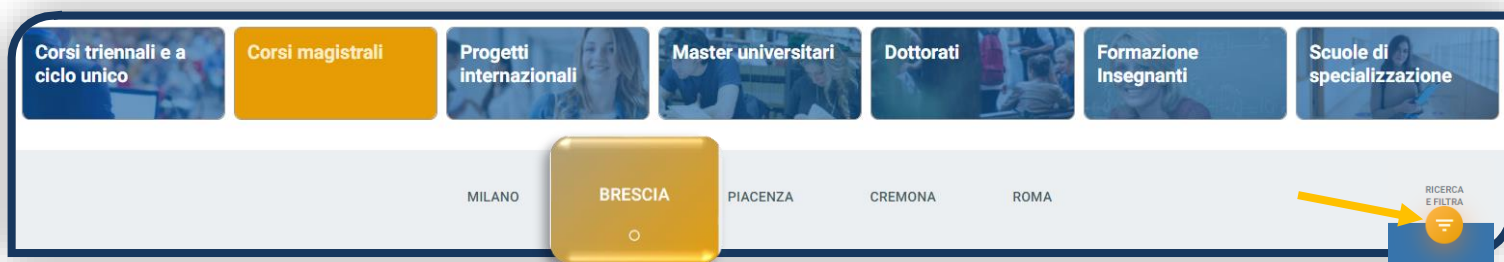 Corsi triennali e a
ciclo unico
Corsi magistrali
Progetti
internazionali
Master universitari
Dottorati
Formazione
Insegnanti
Scuole di
specializzazione
MILANO
BRESCIA
PIACENZA
CREMONA
ROMA
RICERCA
E FILTRA